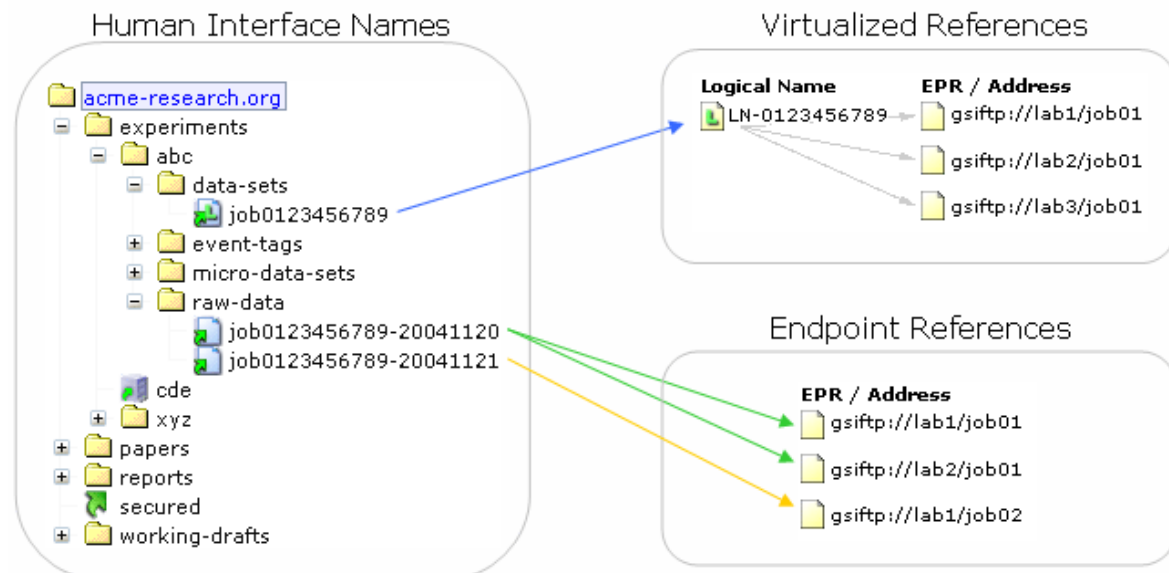 Human Interface Names
acme-research.org
experiments
abc
data-sets
job0123456789
event-tags
micro-data-sets
raw-data
job0123456789-20041120
job0123456789-20041121
cde
xyz
papers
reports
secured
working-drafts
Virtualized References
Logical Name EPR / Address
LN-0123456789 gsiftp://lab1/job01
gsiftp://lab2/job01
gsiftp://lab3/job01
Endpoint References
EPR / Address
gsiftp://lab1/job01
gsiftp://lab2/job01
gsiftp://lab1/job02